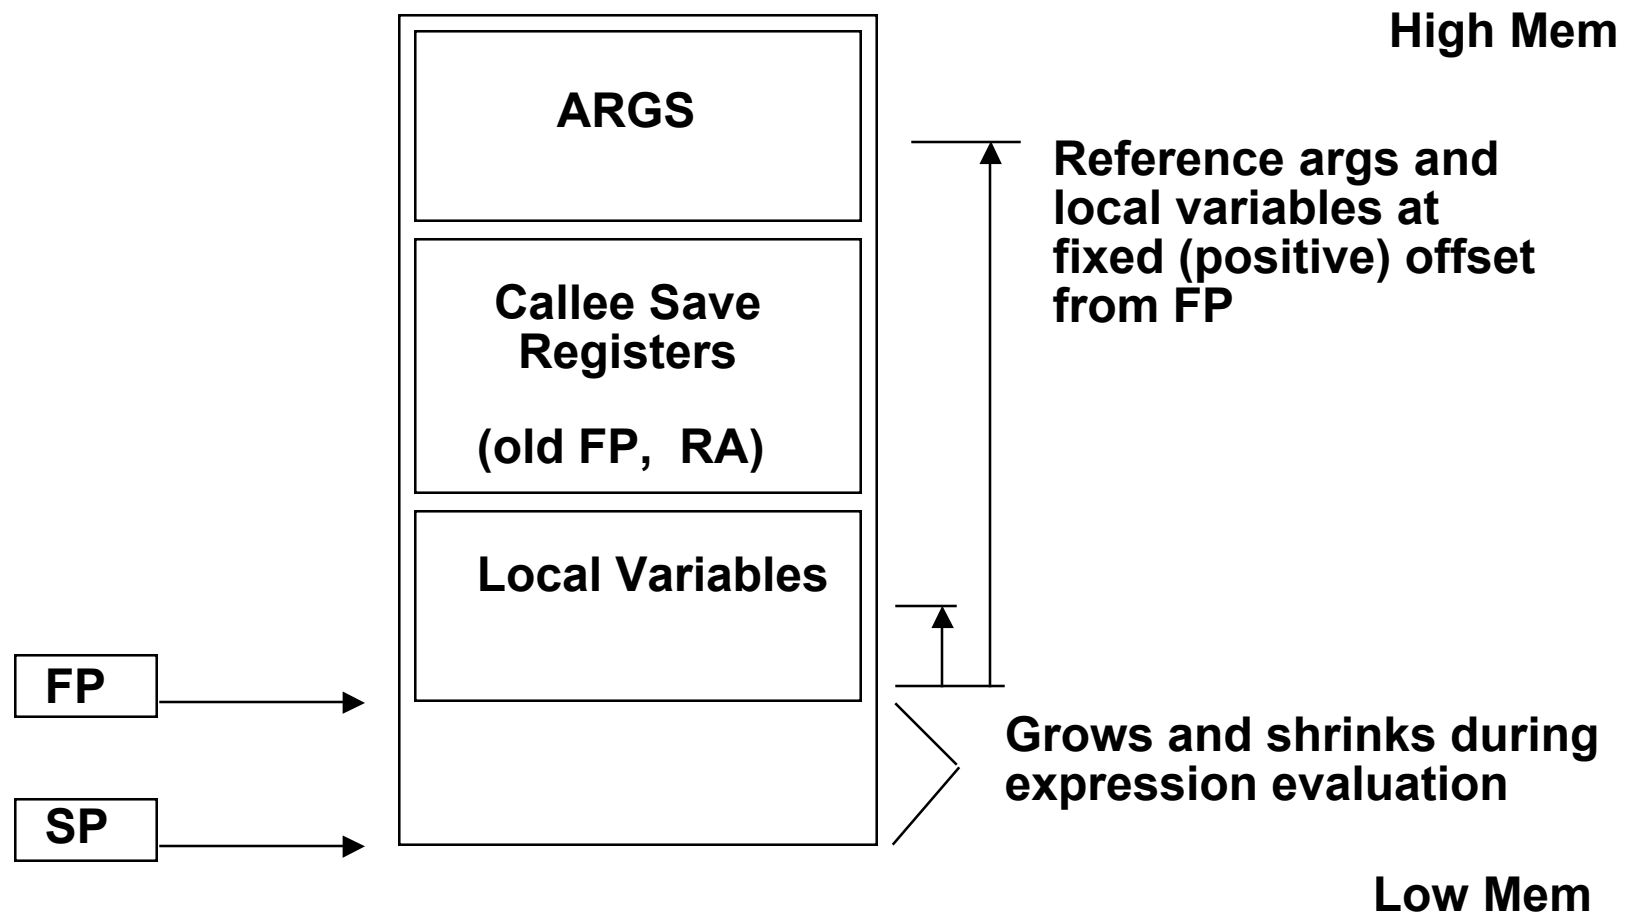 High Mem
ARGS
Reference args and
local variables at
fixed (positive) offset
from FP
Callee Save
Registers
(old FP, RA)
Local Variables
FP
Grows and shrinks during
expression evaluation
SP
Low Mem